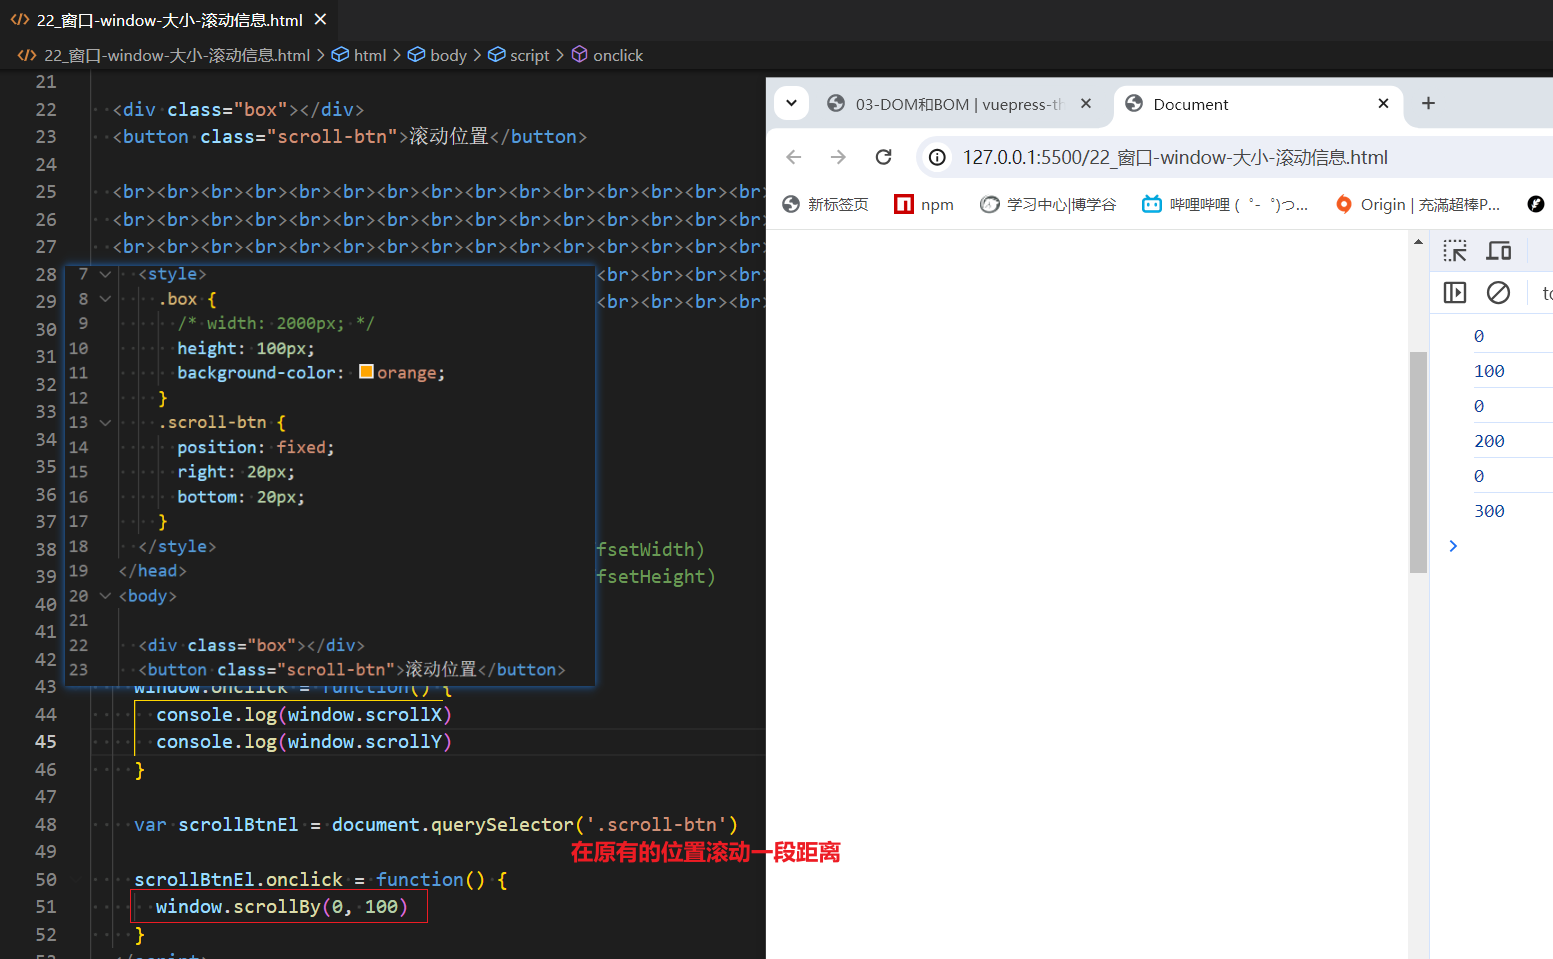 22_窗口-window-大小-滚动信息.html
22_窗口-window-大小-滚动信息.html > html > body > script > onclick
21
22 <div class="box"></div>
23 <button class="scroll-btn">滚动位置</button>
24
25 <br><br><br><br><br><br><br><br><br><br><br><br><br><br><br>
26 <br><br><br><br><br><br><br><br><br><br><br><br><br><br><br>
27 <br><br><br><br><br><br><br><br><br><br><br><br><br><br><br>
28 <br><br><br><br>
29 <br><br><br><br>
30
31
32
33
34
35
36
37
38 fsetWidth)
39 fsetHeight)
40
41
42
43 window.onclick = function() {
44 console.log(window.scrollX)
45 console.log(window.scrollY)
46 }
47
48 var scrollBtnEl = document.querySelector('.scroll-btn')
49
在原有的位置滚动一段距离
50 scrollBtnEl.onclick = function() {
51 window.scrollBy(0, 100)
52 }
7 <style>
8 .box {
9 /* width: 2000px; */
10 height: 100px;
11 background-color: orange;
12 }
13 .scroll-btn {
14 position: fixed;
15 right: 20px;
16 bottom: 20px;
17 }
18 </style>
19 </head>
20 <body>
21
22 <div class="box"></div>
23 <button class="scroll-btn">滚动位置</button>
03-DOM和BOM | vuepress-th
Document
127.0.0.1:5500/22_窗口-window-大小-滚动信息.html
新标签页 npm 学习中心|博学谷 哔哩哔哩 (゜-゜)つ... Origin | 充满超棒P...
0
100
0
200
0
300